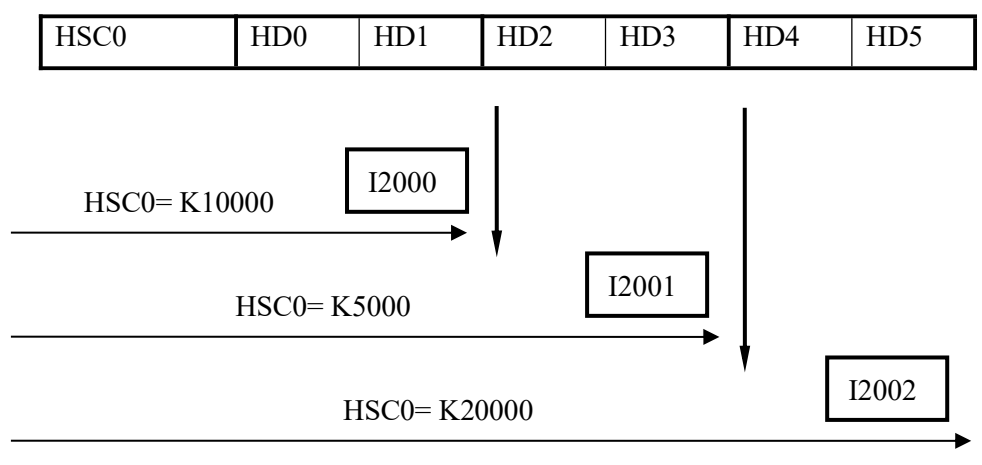 HSC0 HD0 HD1 HD2 HD3 HD4 HD5
I2000
HSC0= K10000
I2001
HSC0= K5000
I2002
HSC0= K20000